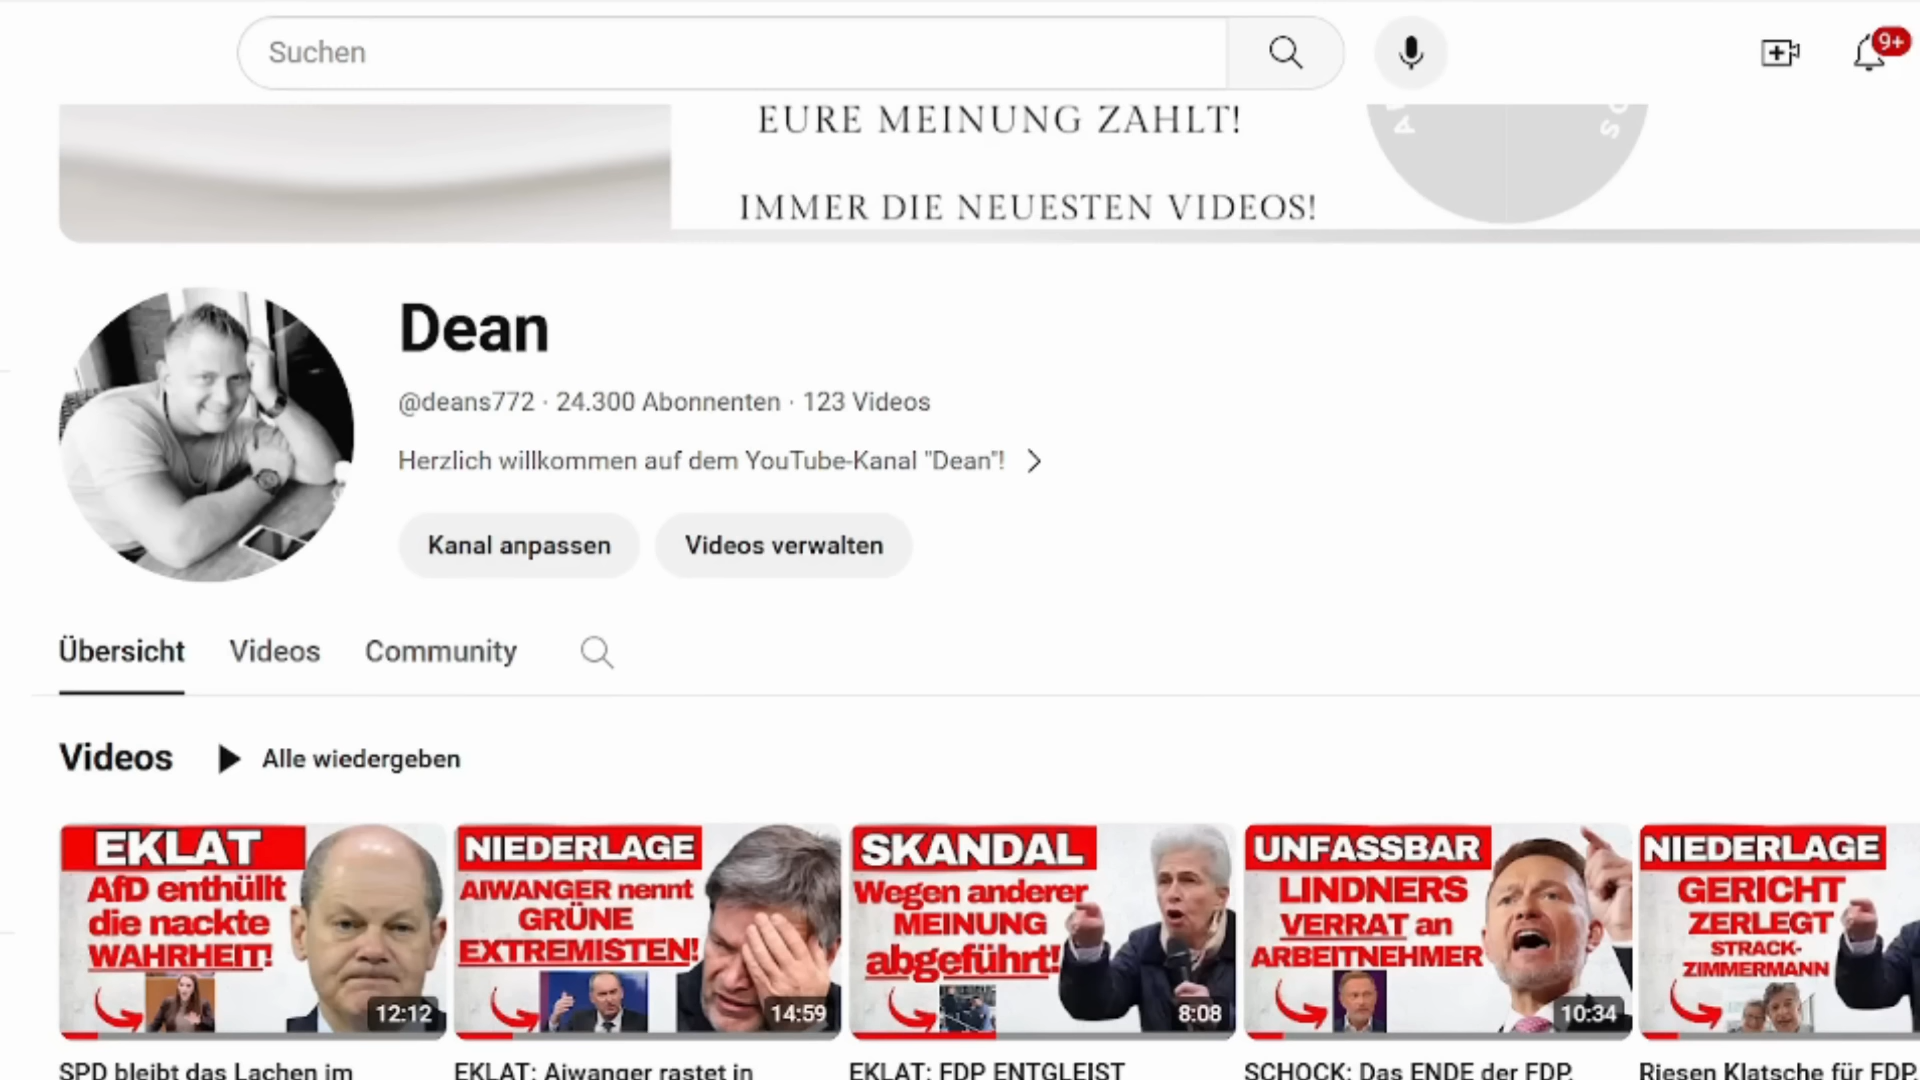 Suchen
9+
EURE MEINUNG ZÄHLT!
IMMER DIE NEUESTEN VIDEOS!
Dean
@deans772 · 24.300 Abonnenten · 123 Videos
Herzlich willkommen auf dem YouTube-Kanal "Dean"!
Kanal anpassen
Videos verwalten
Übersicht
Videos
Community
Videos
Alle wiedergeben
EKLAT
AfD enthüllt
die nackte
WAHRHEIT!
12:12
NIEDERLAGE
AIWANGER nennt
GRÜNE
EXTREMISTEN!
14:59
SKANDAL
Wegen anderer
MEINUNG
abgeführt!
8:08
UNFASSBAR
LINDNERS
VERRAT an
ARBEITNEHMER
10:34
NIEDERLAGE
GERICHT
ZERLEGT
STRACK-
ZIMMERMANN
SPD bleibt das Lachen im
EKLAT: Aiwanger rastet in
EKLAT: FDP ENTGLEIST
SCHOCK: Das ENDE der FDP.
Riesen Klatsche für FDP.